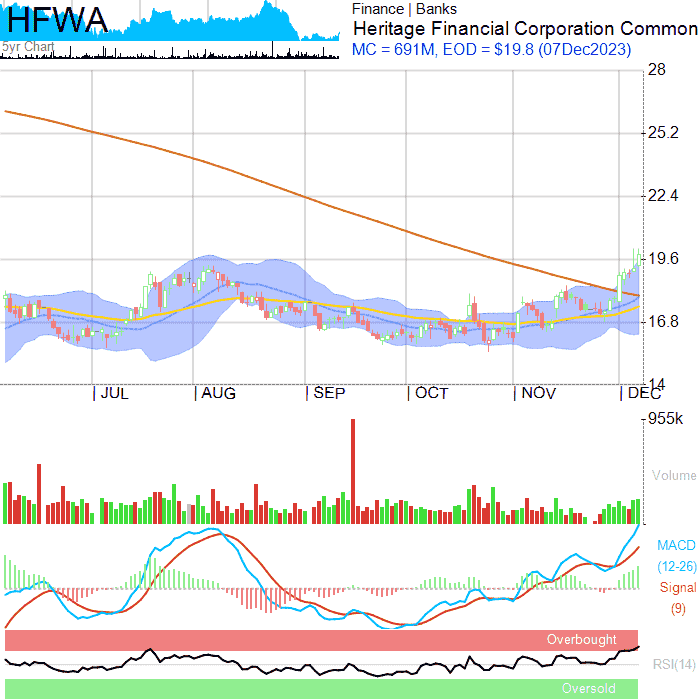 HFWA
5yr Chart
Finance | Banks
Heritage Financial Corporation Common
MC = 691M, EOD = $19.8 (07Dec2023)
28
25.2
22.4
19.6
16.8
14
JUL
AUG
SEP
OCT
NOV
DEC
955k
Volume
MACD
(12-26)
Signal
(9)
Overbought
RSI(14)
Oversold